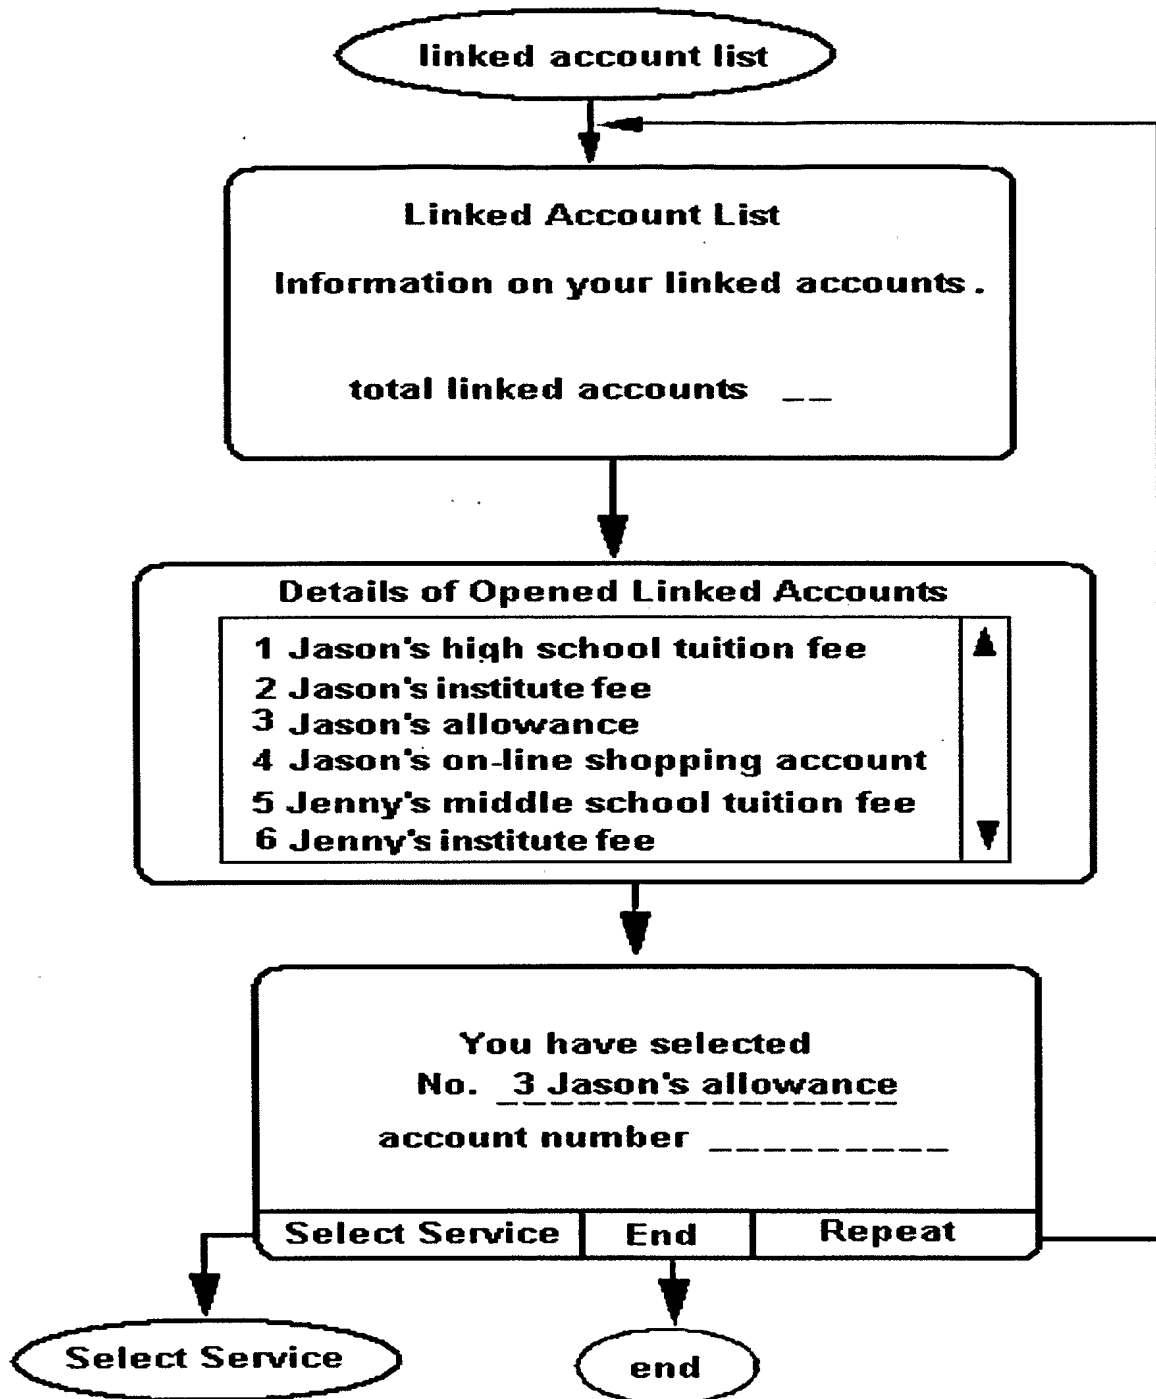 linked account list
Linked Account List
Information on your linked accounts.
total linked accounts _ _
Details of Opened Linked Accounts
1 Jason's high school tuition fee
2 Jason's institute fee
3 Jason's allowance
4 Jason's on-line shopping account
5 Jenny's middle school tuition fee
6 Jenny's institute fee
You have selected
No. 3 Jason's allowance
account number _ _ _ _ _ _ _ _ _
Select Service End Repeat
Select Service
end